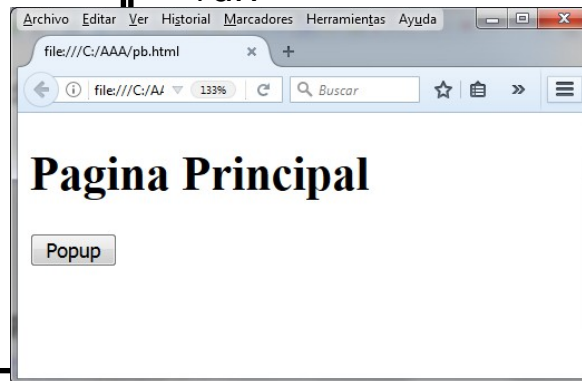 Archivo Editar Ver Historial Marcadores Herramientas Ayuda
file:///C:/AAA/pb.html × +
file:///C:/A 133% Buscar
Pagina Principal
Popup